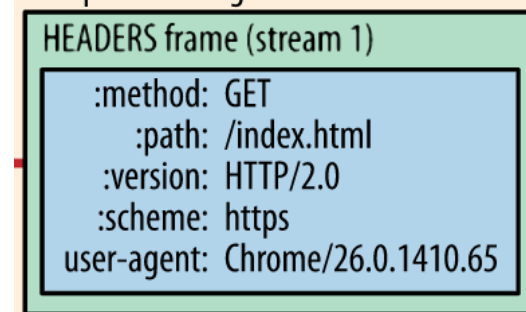 HEADERS frame (stream 1)
:method: GET
:path: /index.html
:version: HTTP/2.0
:scheme: https
user-agent: Chrome/26.0.1410.65